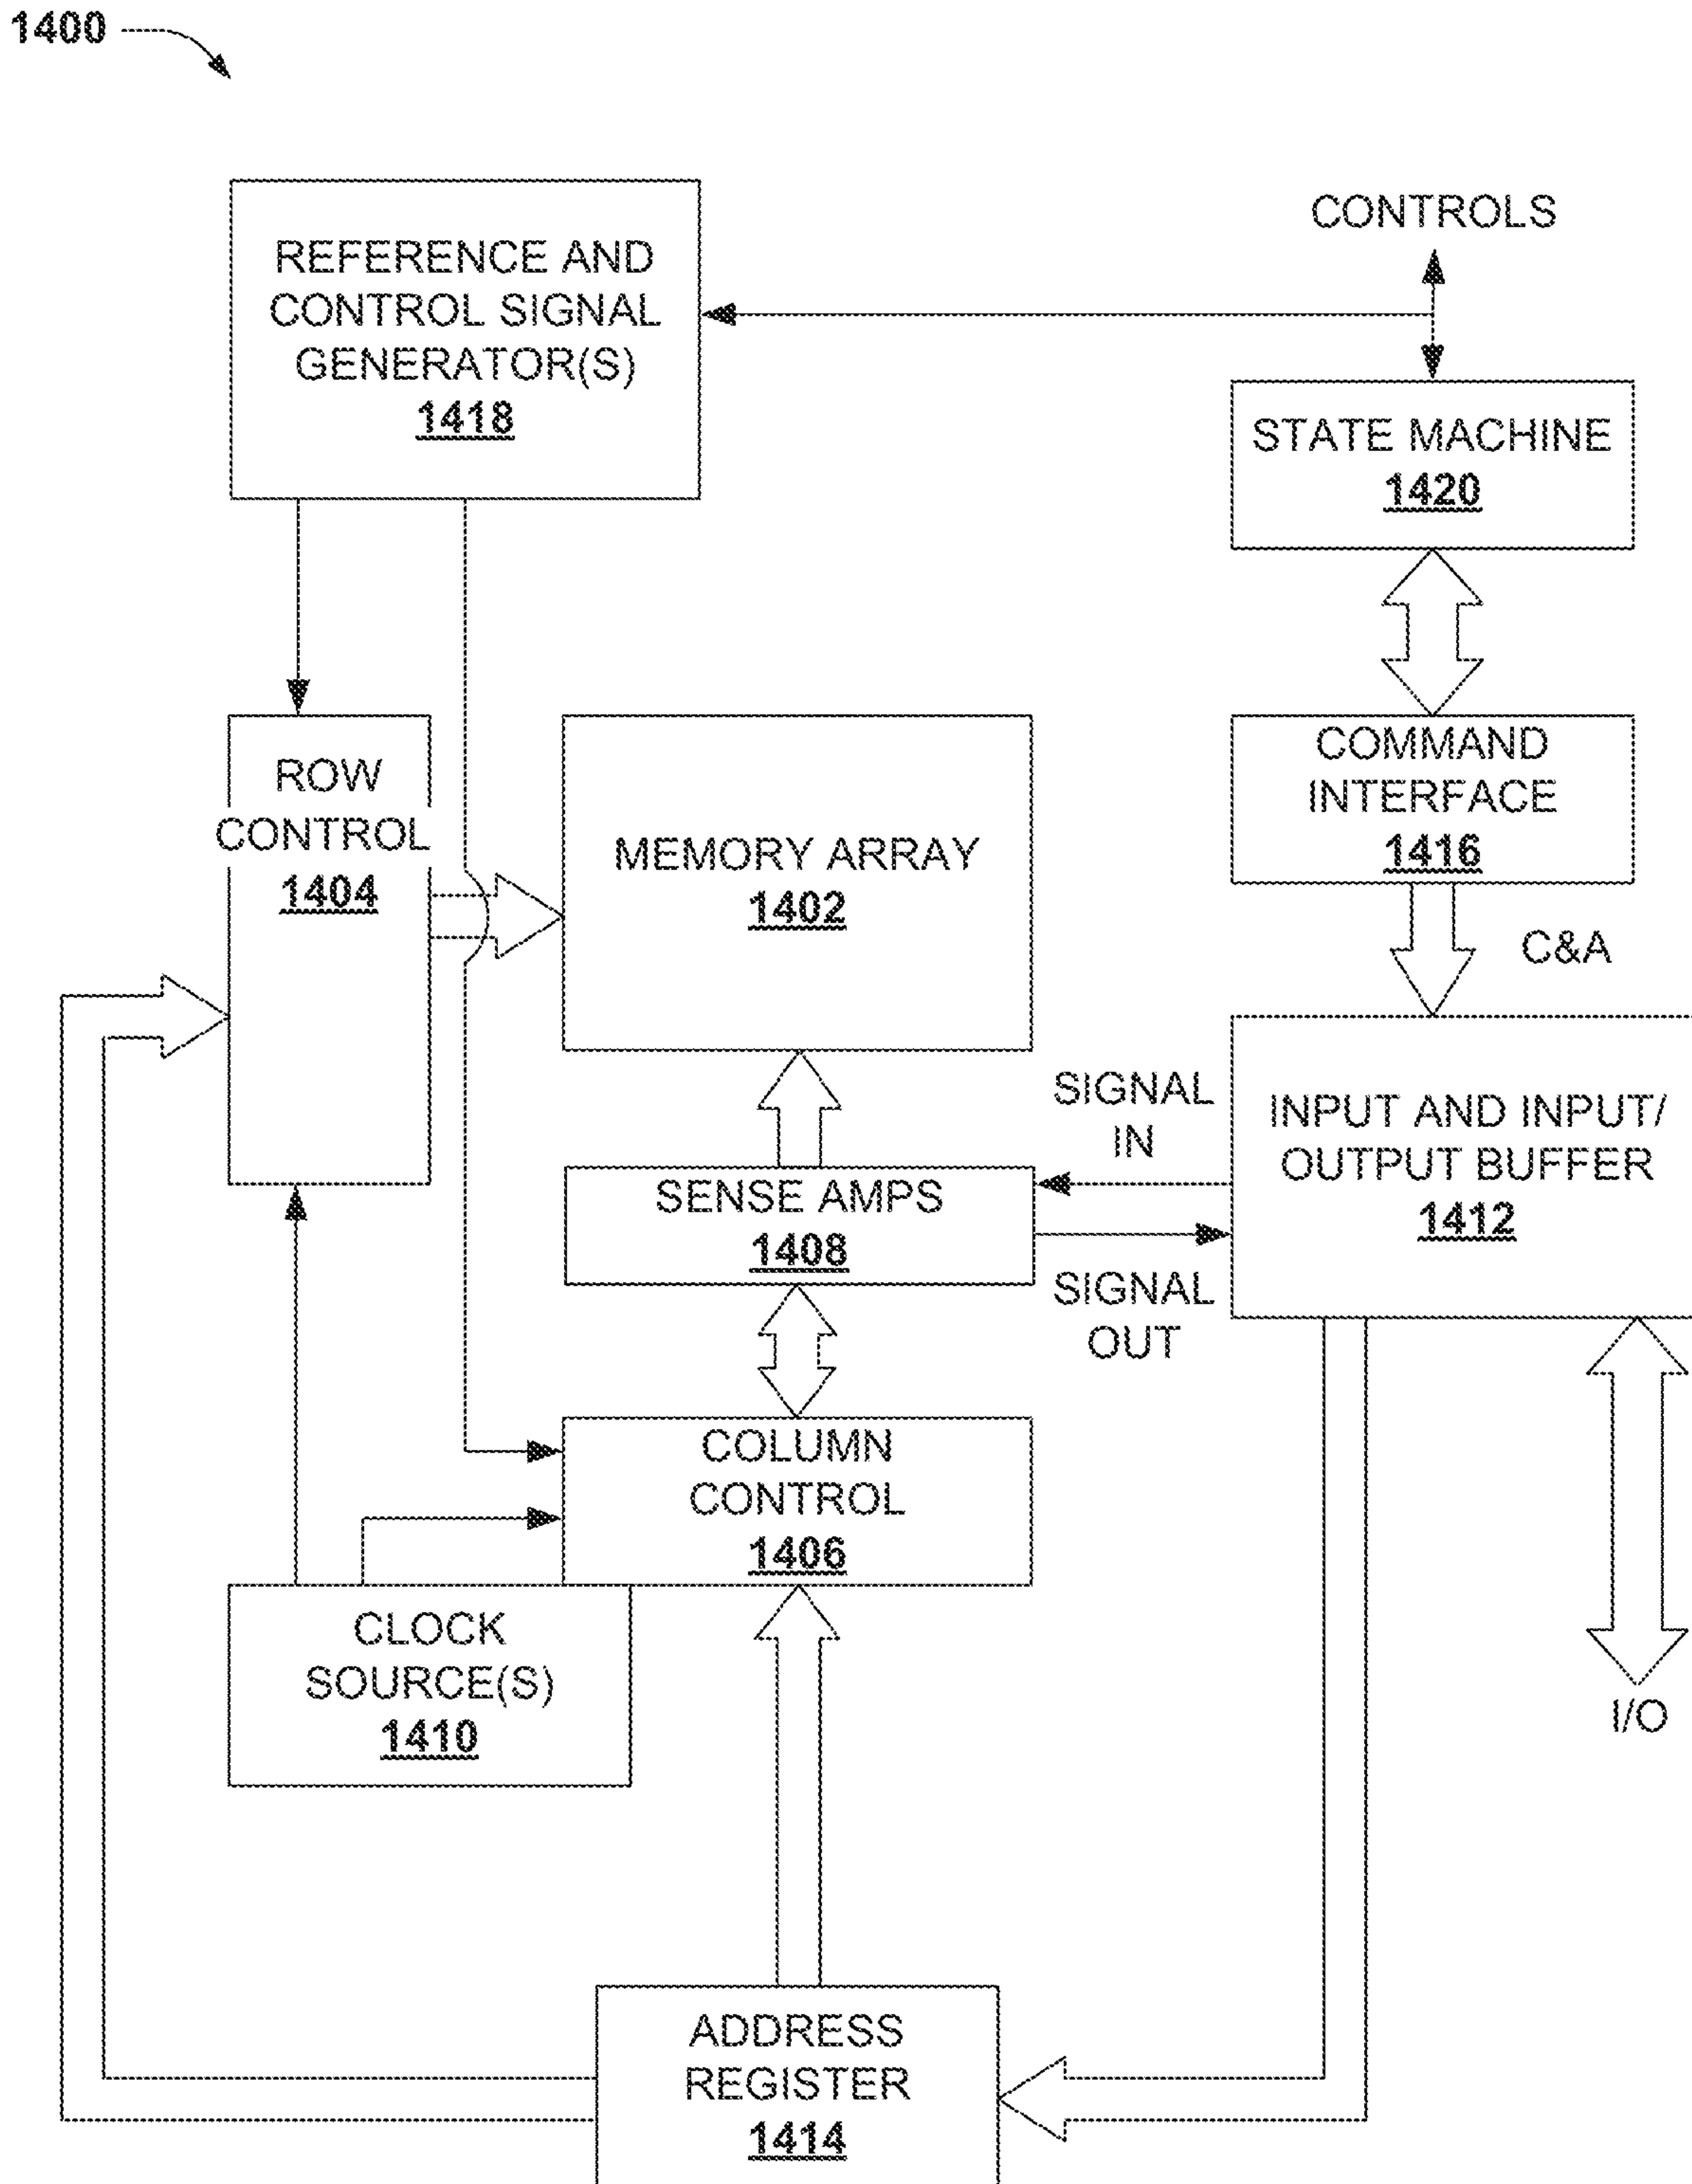 1400
CONTROLS
REFERENCE AND
CONTROL SIGNAL
GENERATOR(S)
1418
STATE MACHINE
1420
ROW
CONTROL
1404
MEMORY ARRAY
1402
COMMAND
INTERFACE
1416
C&A
SIGNAL
IN
INPUT AND INPUT/
OUTPUT BUFFER
1412
SENSE AMPS
1408
SIGNAL
OUT
COLUMN
CONTROL
1406
CLOCK
SOURCE(S)
1410
I/O
ADDRESS
REGISTER
1414